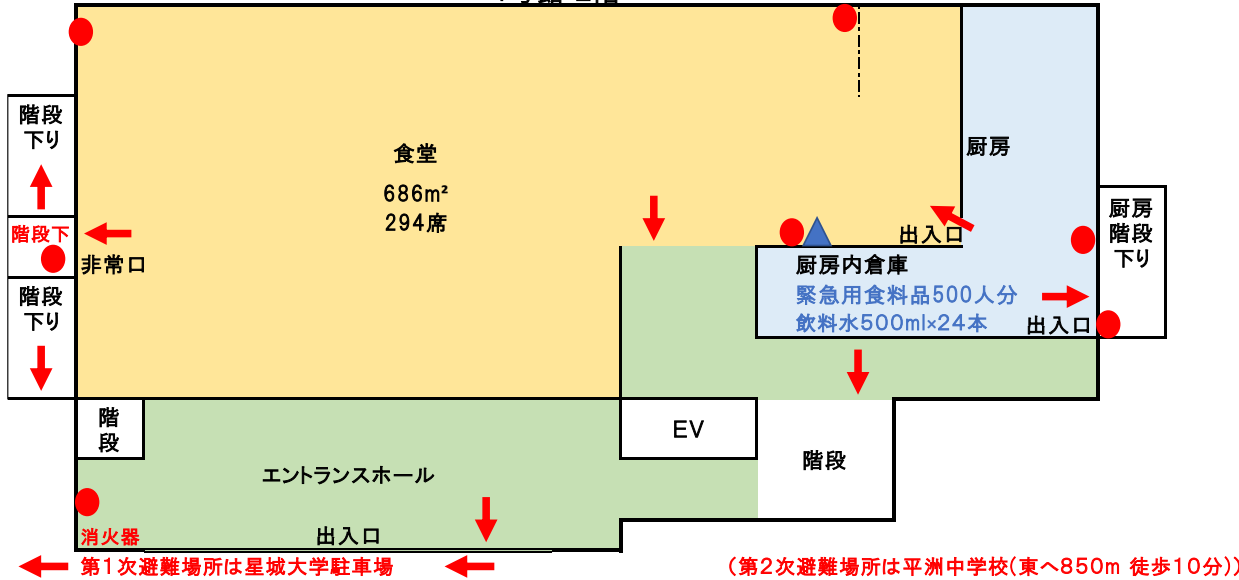 階段
下り
食堂
686m²
294席
厨房
階段下
非常口
階段
下り
出入口
厨房
階段
下り
厨房内倉庫
緊急用食料品500人分
飲料水500ml×24本
出入口
階
段
EV
階段
エントランスホール
消火器
出入口
第1次避難場所は星城大学駐車場
(第2次避難場所は平洲中学校(東へ850m 徒歩10分))